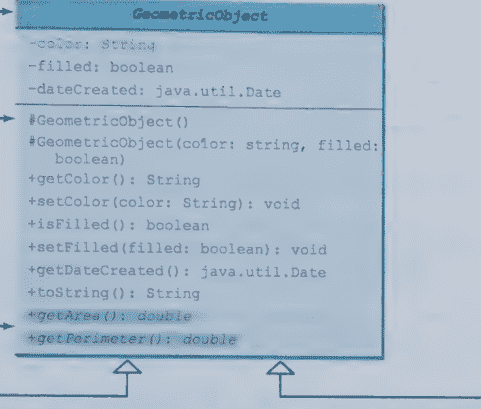 GeometricObject
-color: String
-filled: boolean
-dateCreated: java.util.Date
#GeometricObject()
#GeometricObject(color: string, filled:
boolean)
+getColor(): String
+setColor(color: String): void
+isFilled(): boolean
+setFilled(filled: boolean): void
+getDateCreated(): java.util.Date
+toString(): String
+getArea(): double
+getPerimeter(): double